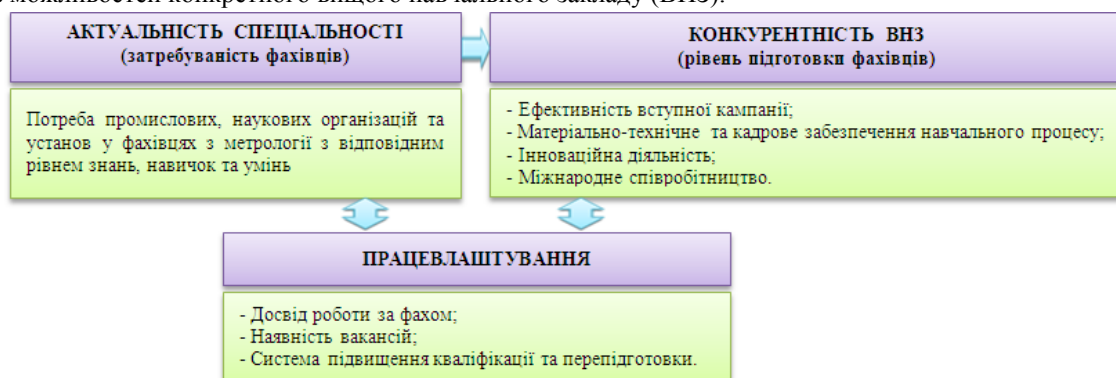 можливостей конкретного вищого навчального закладу (ВНЗ).
АКТУАЛЬНІСТЬ СПЕЦІАЛЬНОСТІ
(затребуваність фахівців)
Потреба промислових, наукових організацій та
установ у фахівцях з метрології з відповідним
рівнем знань, навичок та умінь
КОНКУРЕНТНІСТЬ ВНЗ
(рівень підготовки фахівців)
- Ефективність вступної кампанії;
- Матеріально-технічне та кадрове забезпечення навчального процесу;
- Інноваційна діяльність;
- Міжнародне співробітництво.
ПРАЦЕВЛАШТУВАННЯ
- Досвід роботи за фахом;
- Наявність вакансій;
- Система підвищення кваліфікації та перепідготовки.